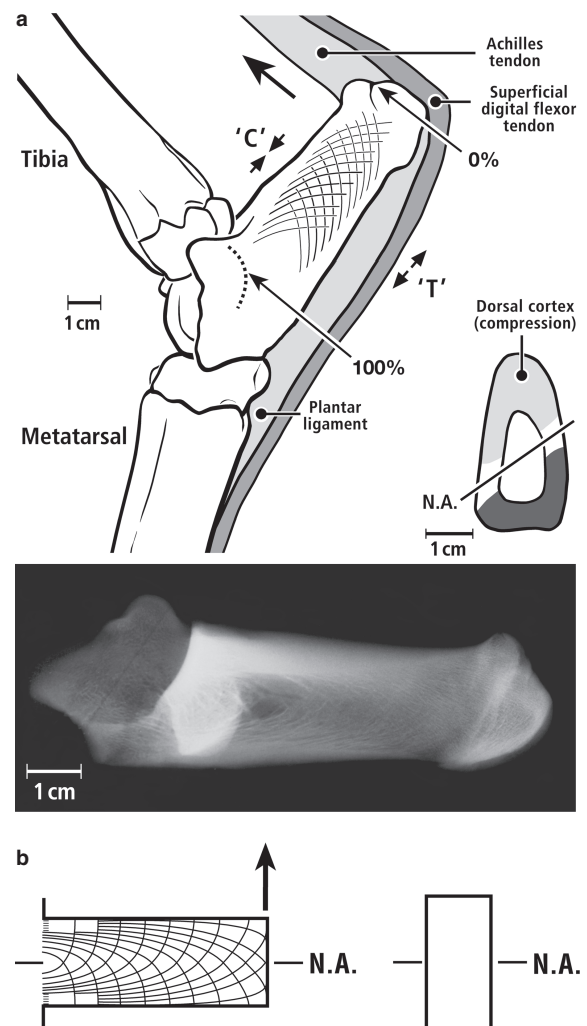 a
Achilles
tendon
Superficial
digital flexor
tendon
'C'
Tibia
0%
'T'
1 cm
Dorsal cortex
(compression)
100%
Plantar
ligament
Metatarsal
N.A.
1 cm
1 cm
b
N.A.
N.A.